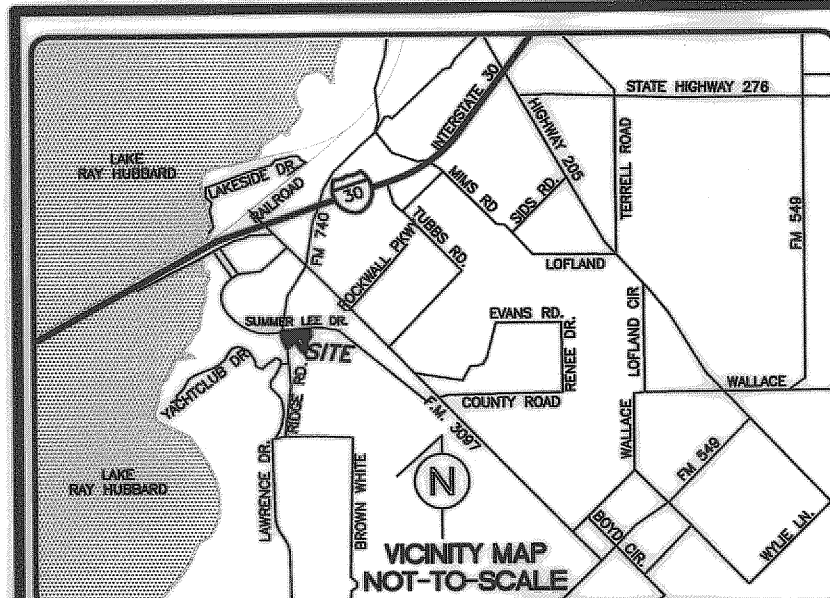 STATE HIGHWAY 276
INTERSTATE 30
HIGHWAY 205
TERRELL ROAD
FM 549
LAKE
RAY HUBBARD
LAKESIDE DR.
RAILROAD
30
MIMS RD
SIDS RD.
FM 740
ROCKWALL PKWY
TUBBS RD.
LOFLAND
SUMMER LEE DR.
SITE
EVANS RD.
RENEE DR.
LOFLAND CIR
YACHTCLUB DR
RIDGE RD.
COUNTY ROAD
WALLACE
F.M. 3097
WALLACE
LAKE
RAY HUBBARD
LAWRENCE DR.
BROWN WHITE
N
FM 549
BOYD CIR.
WYLIE LN.
VICINITY MAP
NOT-TO-SCALE